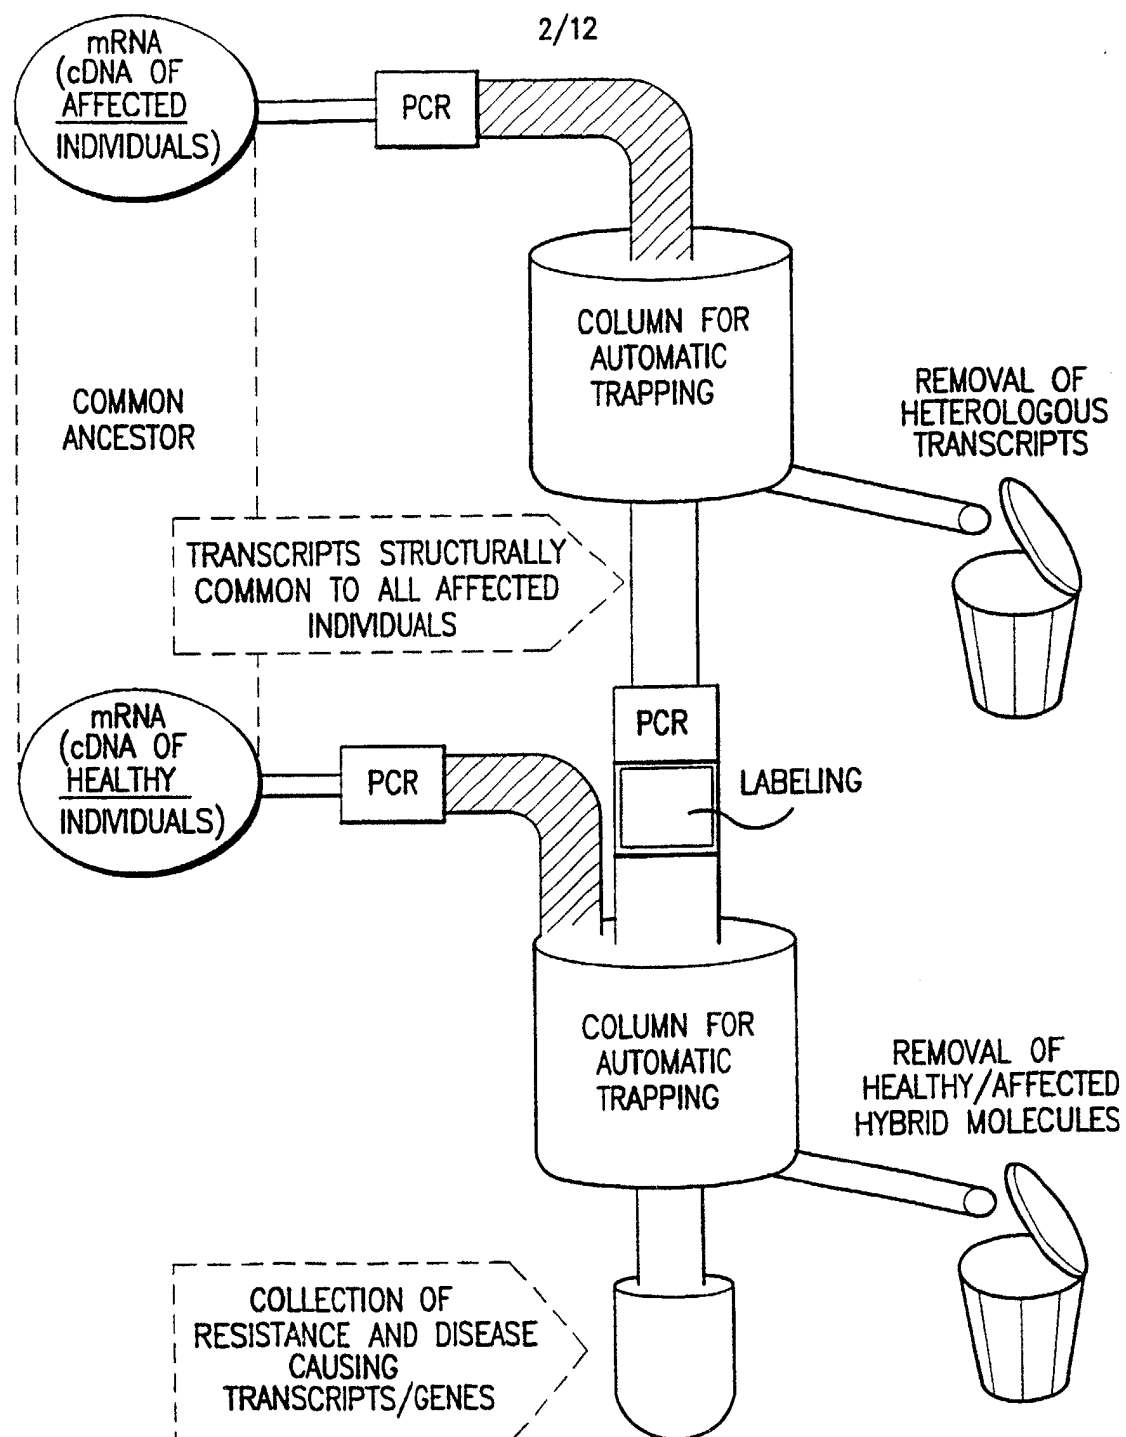 2/12
mRNA
(cDNA OF
AFFECTED
INDIVIDUALS)
PCR
COLUMN FOR
AUTOMATIC
TRAPPING
REMOVAL OF
HETEROLOGOUS
TRANSCRIPTS
COMMON
ANCESTOR
TRANSCRIPTS STRUCTURALLY
COMMON TO ALL AFFECTED
INDIVIDUALS
mRNA
(cDNA OF
HEALTHY
INDIVIDUALS)
PCR
PCR
LABELING
COLUMN FOR
AUTOMATIC
TRAPPING
REMOVAL OF
HEALTHY/AFFECTED
HYBRID MOLECULES
COLLECTION OF
RESISTANCE AND DISEASE
CAUSING
TRANSCRIPTS/GENES